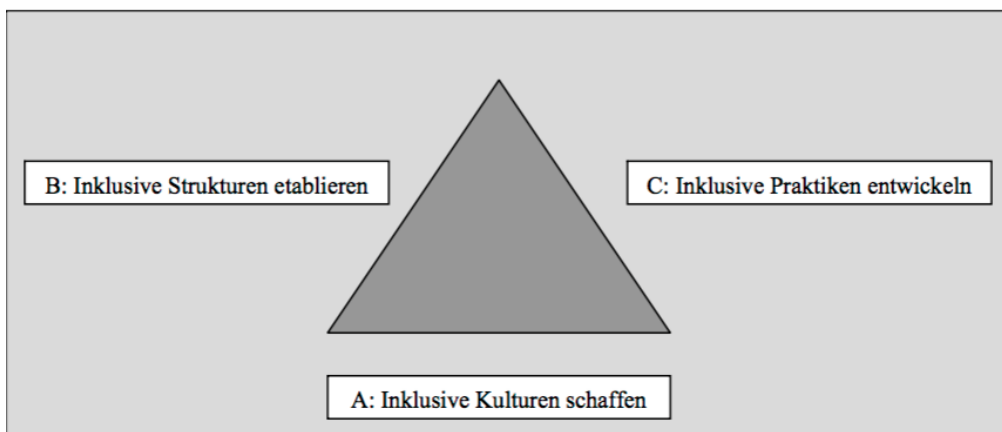 B: Inklusive Strukturen etablieren
C: Inklusive Praktiken entwickeln
A: Inklusive Kulturen schaffen